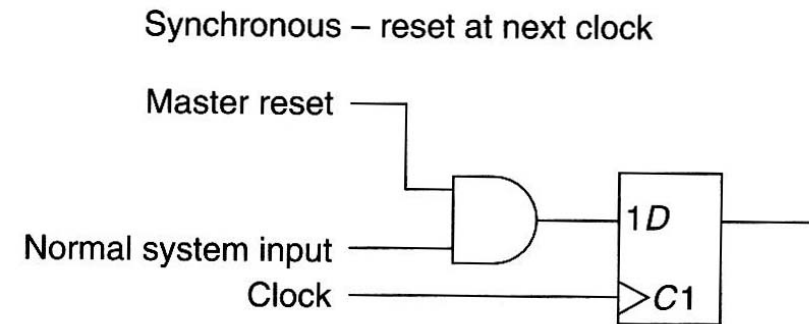 Synchronous – reset at next clock
Master reset
1D
Normal system input
Clock
C1